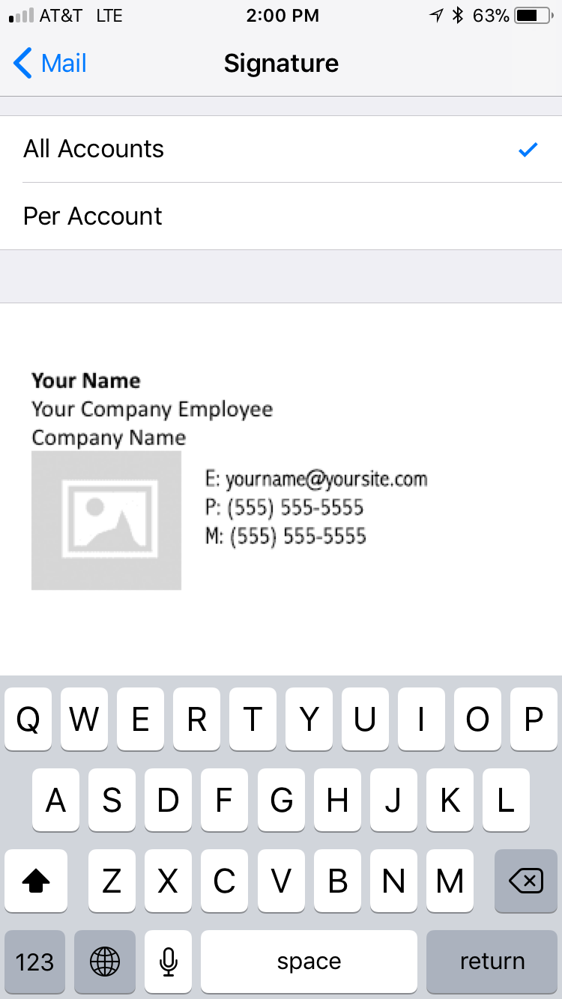 AT&T LTE 2:00 PM 63%
Mail Signature
All Accounts
Per Account
Your Name
Your Company Employee
Company Name
E: yourname@yoursite.com
P: (555) 555-5555
M: (555) 555-5555
Q W E R T Y U I O P
A S D F G H J K L
Z X C V B N M
123 space return